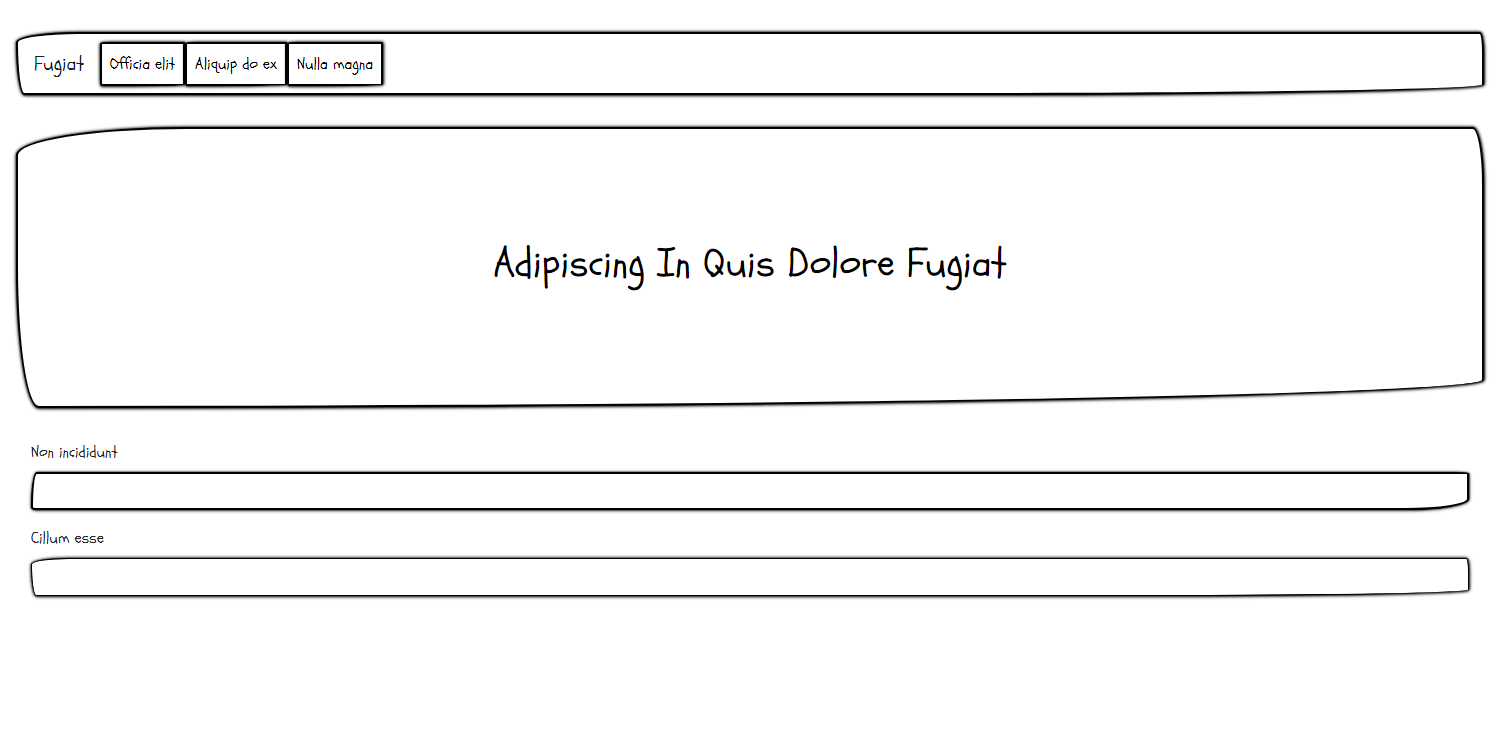 Fugiat Officia elit Aliquip do ex Nulla magna
Adipiscing In Quis Dolore Fugiat
Non incididunt
Cillum esse